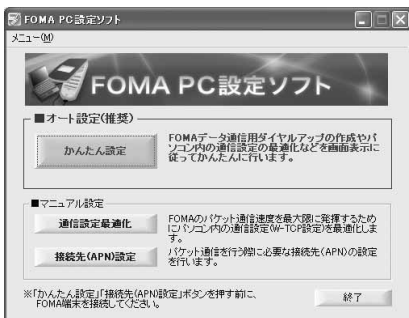 FOMA PC設定ソフト
メニュー(M)
FOMA PC設定ソフト
■オート設定(推奨)
かんたん設定
FOMAデータ通信用ダイヤルアップの作成やパ
ソコン内の通信設定の最適化などを画面表示に
従ってかんたんに行います。
■マニュアル設定
通信設定最適化
FOMAのパケット通信速度を最大限に発揮するため
にパソコン内の通信設定(W-TCP設定)を最適化しま
す。
接続先(APN)設定
パケット通信を行う際に必要な接続先(APN)の設定
を行います。
※「かんたん設定」「接続先(APN)設定」ボタンを押す前に、
FOMA端末を接続してください。
終了